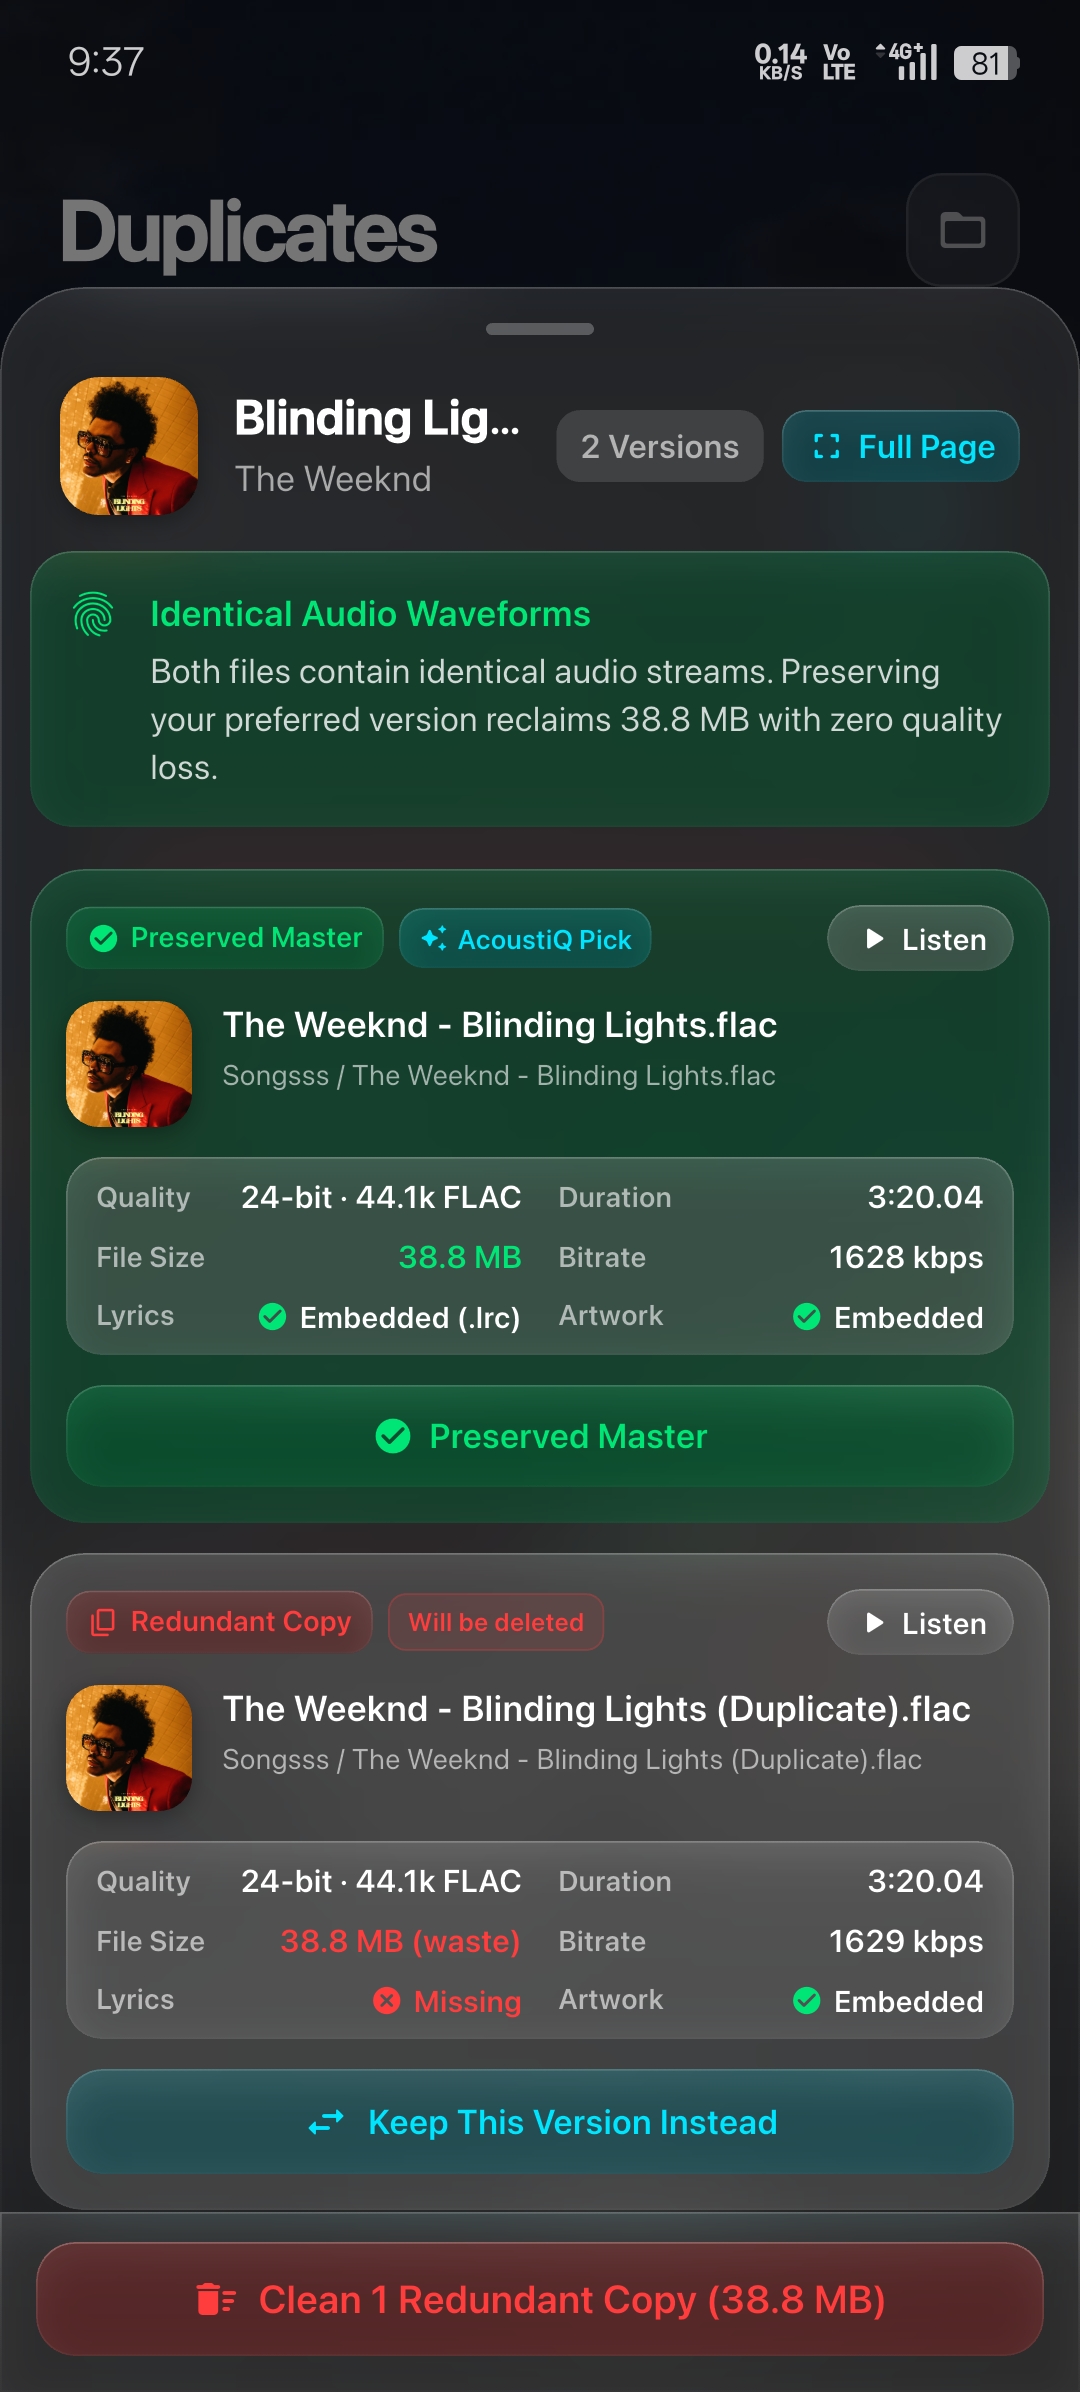 9:37
0.14 KB/S Vo LTE 4G+ 81
Duplicates
Blinding Lig...
The Weeknd
2 Versions
Full Page
Identical Audio Waveforms
Both files contain identical audio streams. Preserving
your preferred version reclaims 38.8 MB with zero quality
loss.
Preserved Master
AcoustiQ Pick
Listen
The Weeknd - Blinding Lights.flac
Songsss / The Weeknd - Blinding Lights.flac
Quality 24-bit · 44.1k FLAC Duration 3:20.04
File Size 38.8 MB Bitrate 1628 kbps
Lyrics Embedded (.lrc) Artwork Embedded
Preserved Master
Redundant Copy
Will be deleted
Listen
The Weeknd - Blinding Lights (Duplicate).flac
Songsss / The Weeknd - Blinding Lights (Duplicate).flac
Quality 24-bit · 44.1k FLAC Duration 3:20.04
File Size 38.8 MB (waste) Bitrate 1629 kbps
Lyrics Missing Artwork Embedded
Keep This Version Instead
Clean 1 Redundant Copy (38.8 MB)
BLINDING
LIGHTS